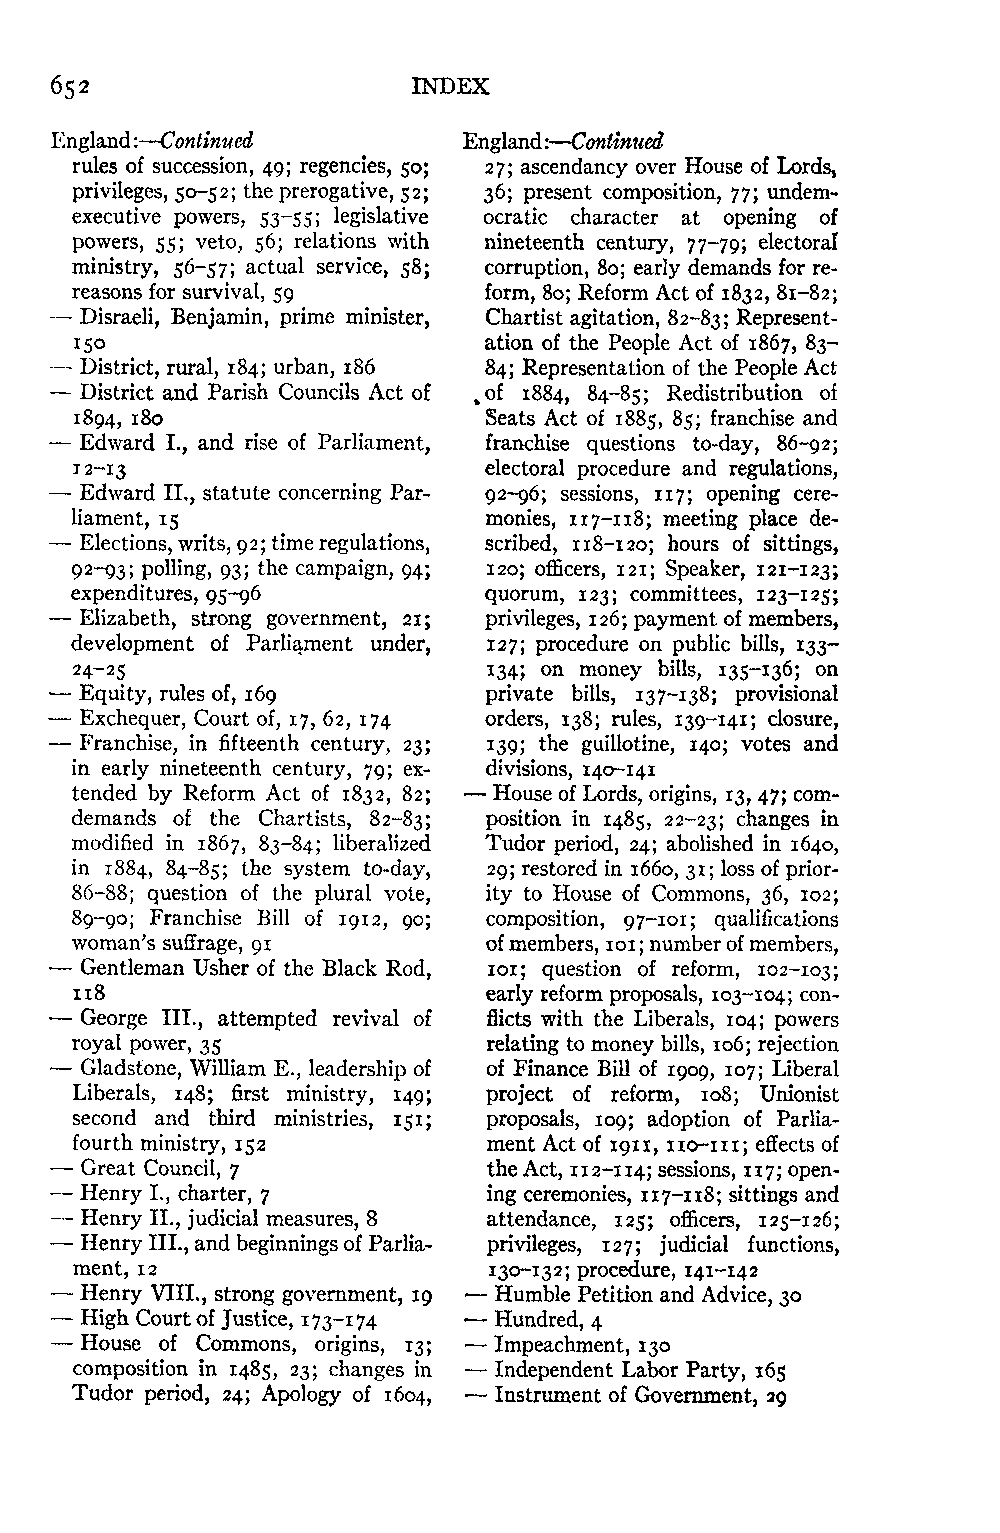 652
INDEX
England:—Continued
rules of succession, 49; regencies, 50;
privileges, 50–52; the prerogative, 52;
executive powers, 53–55; legislative
powers, 55; veto, 56; relations with
ministry, 56–57; actual service, 58;
reasons for survival, 59
— Disraeli, Benjamin, prime minister,
150
— District, rural, 184; urban, 186
— District and Parish Councils Act of
1894, 180
— Edward I., and rise of Parliament,
12–13
— Edward II., statute concerning Par-
liament, 15
— Elections, writs, 92; time regulations,
92–93; polling, 93; the campaign, 94;
expenditures, 95–96
— Elizabeth, strong government, 21;
development of Parliament under,
24–25
— Equity, rules of, 169
— Exchequer, Court of, 17, 62, 174
— Franchise, in fifteenth century, 23;
in early nineteenth century, 79; ex-
tended by Reform Act of 1832, 82;
demands of the Chartists, 82–83;
modified in 1867, 83–84; liberalized
in 1884, 84–85; the system to-day,
86–88; question of the plural vote,
89–90; Franchise Bill of 1912, 90;
woman's suffrage, 91
— Gentleman Usher of the Black Rod,
118
— George III., attempted revival of
royal power, 35
— Gladstone, William E., leadership of
Liberals, 148; first ministry, 149;
second and third ministries, 151;
fourth ministry, 152
— Great Council, 7
— Henry I., charter, 7
— Henry II., judicial measures, 8
— Henry III., and beginnings of Parlia-
ment, 12
— Henry VIII., strong government, 19
— High Court of Justice, 173–174
— House of Commons, origins, 13;
composition in 1485, 23; changes in
Tudor period, 24; Apology of 1604,
England:—Continued
27; ascendancy over House of Lords,
36; present composition, 77; undem-
ocratic character at opening of
nineteenth century, 77–79; electoral
corruption, 80; early demands for re-
form, 80; Reform Act of 1832, 81–82;
Chartist agitation, 82–83; Represent-
ation of the People Act of 1867, 83–
84; Representation of the People Act
of 1884, 84–85; Redistribution of
Seats Act of 1885, 85; franchise and
franchise questions to-day, 86–92;
electoral procedure and regulations,
92–96; sessions, 117; opening cere-
monies, 117–118; meeting place de-
scribed, 118–120; hours of sittings,
120; officers, 121; Speaker, 121–123;
quorum, 123; committees, 123–125;
privileges, 126; payment of members,
127; procedure on public bills, 133–
134; on money bills, 135–136; on
private bills, 137–138; provisional
orders, 138; rules, 139–141; closure,
139; the guillotine, 140; votes and
divisions, 140–141
— House of Lords, origins, 13, 47; com-
position in 1485, 22–23; changes in
Tudor period, 24; abolished in 1640,
29; restored in 1660, 31; loss of prior-
ity to House of Commons, 36, 102;
composition, 97–101; qualifications
of members, 101; number of members,
101; question of reform, 102–103;
early reform proposals, 103–104; con-
flicts with the Liberals, 104; powers
relating to money bills, 106; rejection
of Finance Bill of 1909, 107; Liberal
project of reform, 108; Unionist
proposals, 109; adoption of Parlia-
ment Act of 1911, 110–111; effects of
the Act, 112–114; sessions, 117; open-
ing ceremonies, 117–118; sittings and
attendance, 125; officers, 125–126;
privileges, 127; judicial functions,
130–132; procedure, 141–142
— Humble Petition and Advice, 30
— Hundred, 4
— Impeachment, 130
— Independent Labor Party, 165
— Instrument of Government, 29